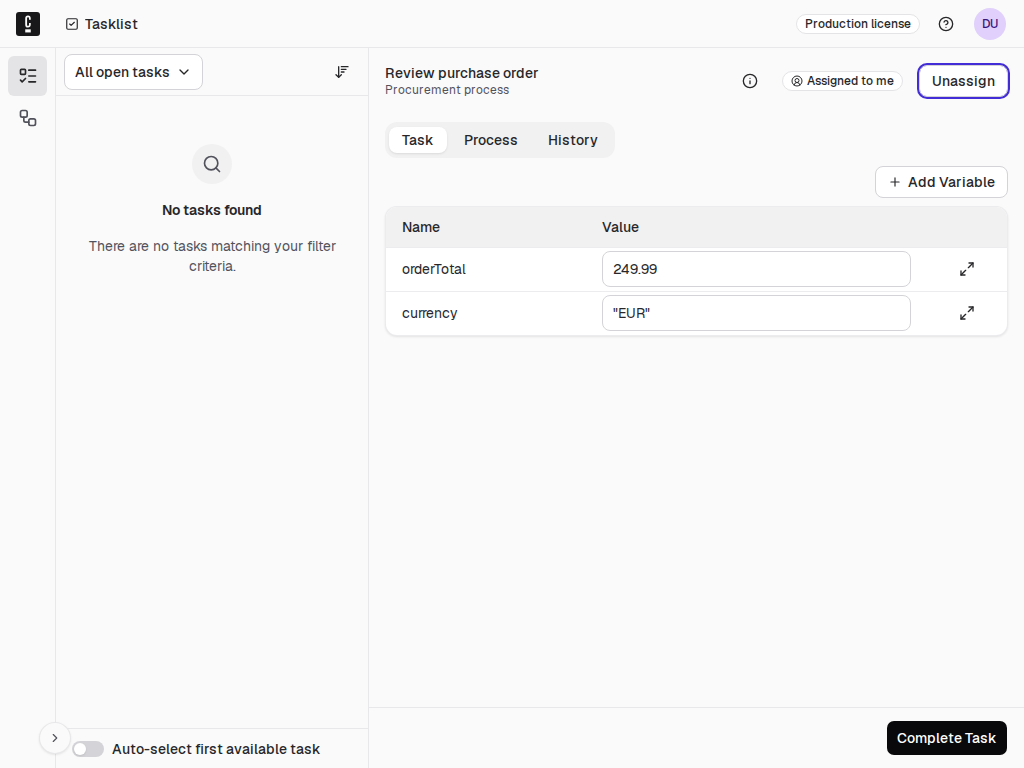 Tasklist
Production license
DU
All open tasks
No tasks found
There are no tasks matching your filter
criteria.
Auto-select first available task
Review purchase order
Procurement process
Assigned to me
Unassign
Task
Process
History
Add Variable
Name
Value
orderTotal
249.99
currency
"EUR"
Complete Task